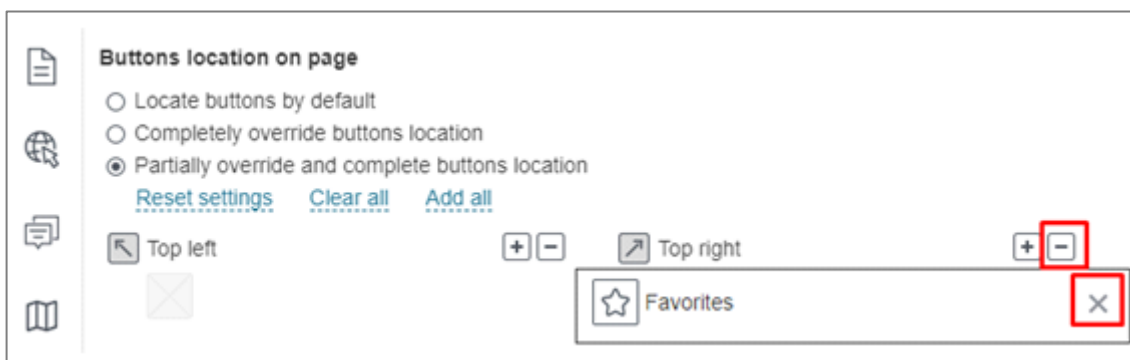 Buttons location on page
Locate buttons by default
Completely override buttons location
Partially override and complete buttons location
Reset settings Clear all Add all
Top left Top right
Favorites